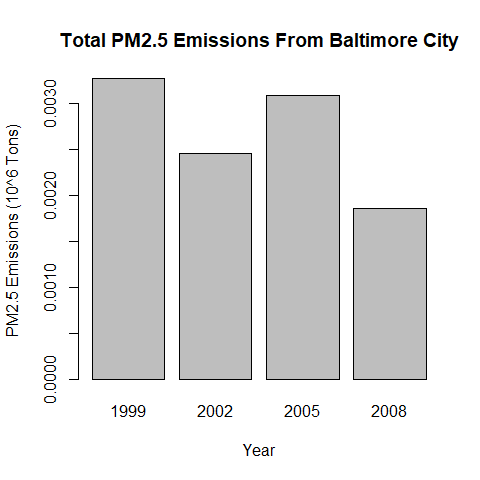 Total PM2.5 Emissions From Baltimore City
PM2.5 Emissions (10^6 Tons)
0.0030
0.0020
0.0010
0.0000
1999 2002 2005 2008
Year